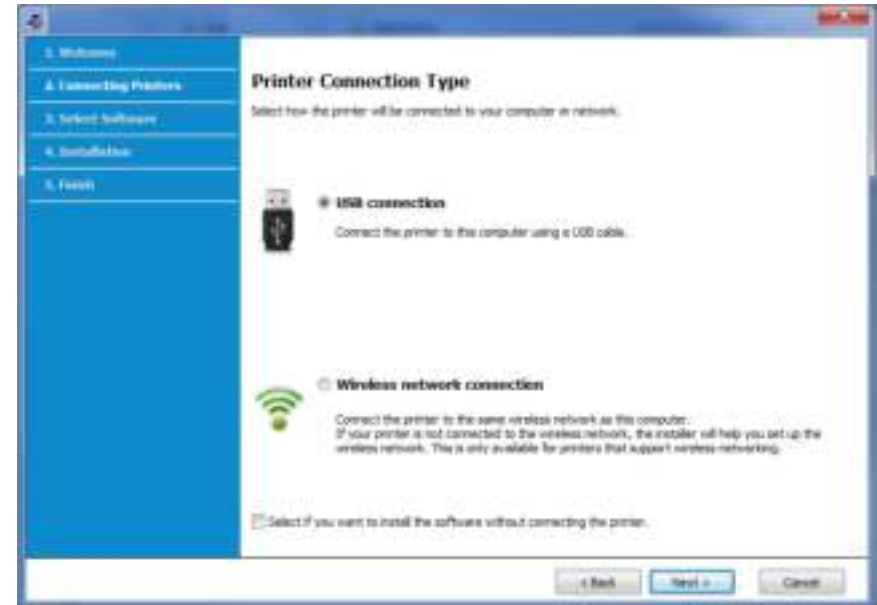 1. Welcome
2. Connecting Printers
3. Select Software
4. Installation
5. Finish
Printer Connection Type
Select how the printer will be connected to your computer or network.
USB connection
Connect the printer to this computer using a USB cable.
Wireless network connection
Connect the printer to the same wireless network as this computer.
If your printer is not connected to the wireless network, the installer will help you set up the
wireless network. This is only available for printers that support wireless networking.
Select if you want to install the software without connecting the printer.
< Back
Next >
Cancel